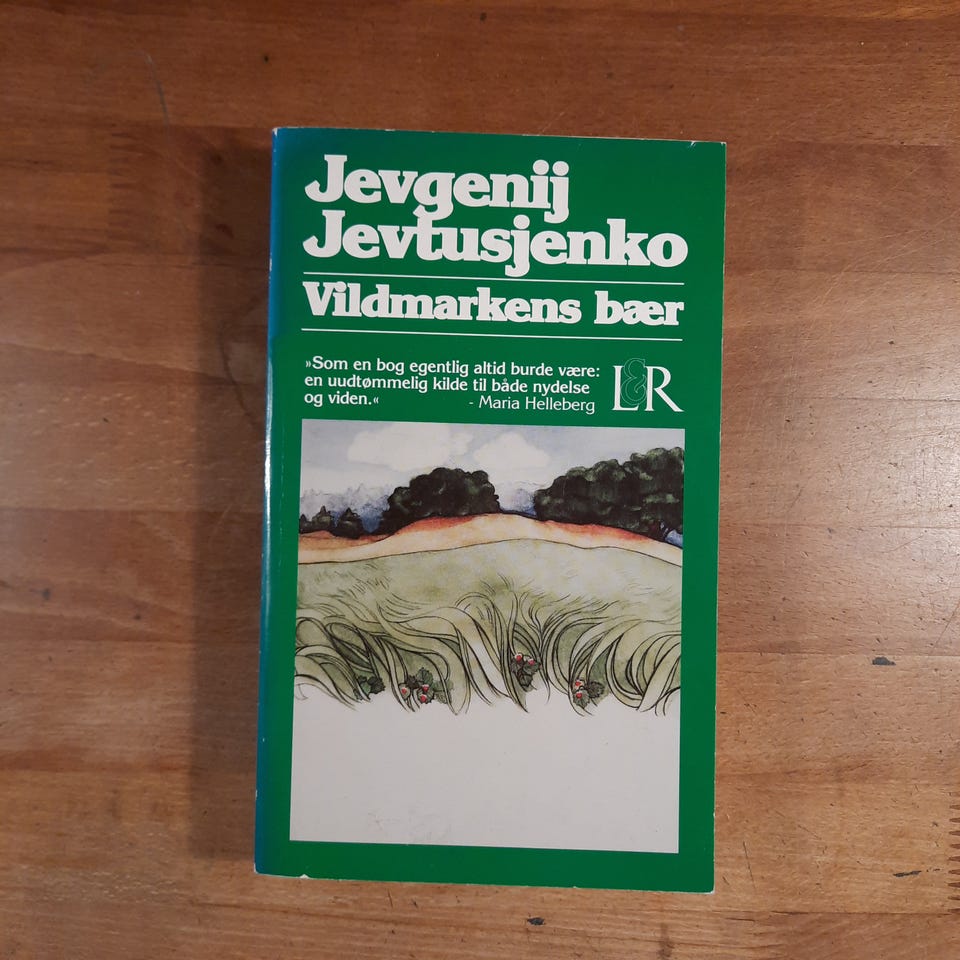 Jevgenij
Jevtusjenko
Vildmarkens bær
»Som en bog egentlig altid burde være:
en uudtømmelig kilde til både nydelse
og viden.« - Maria Helleberg
L&R